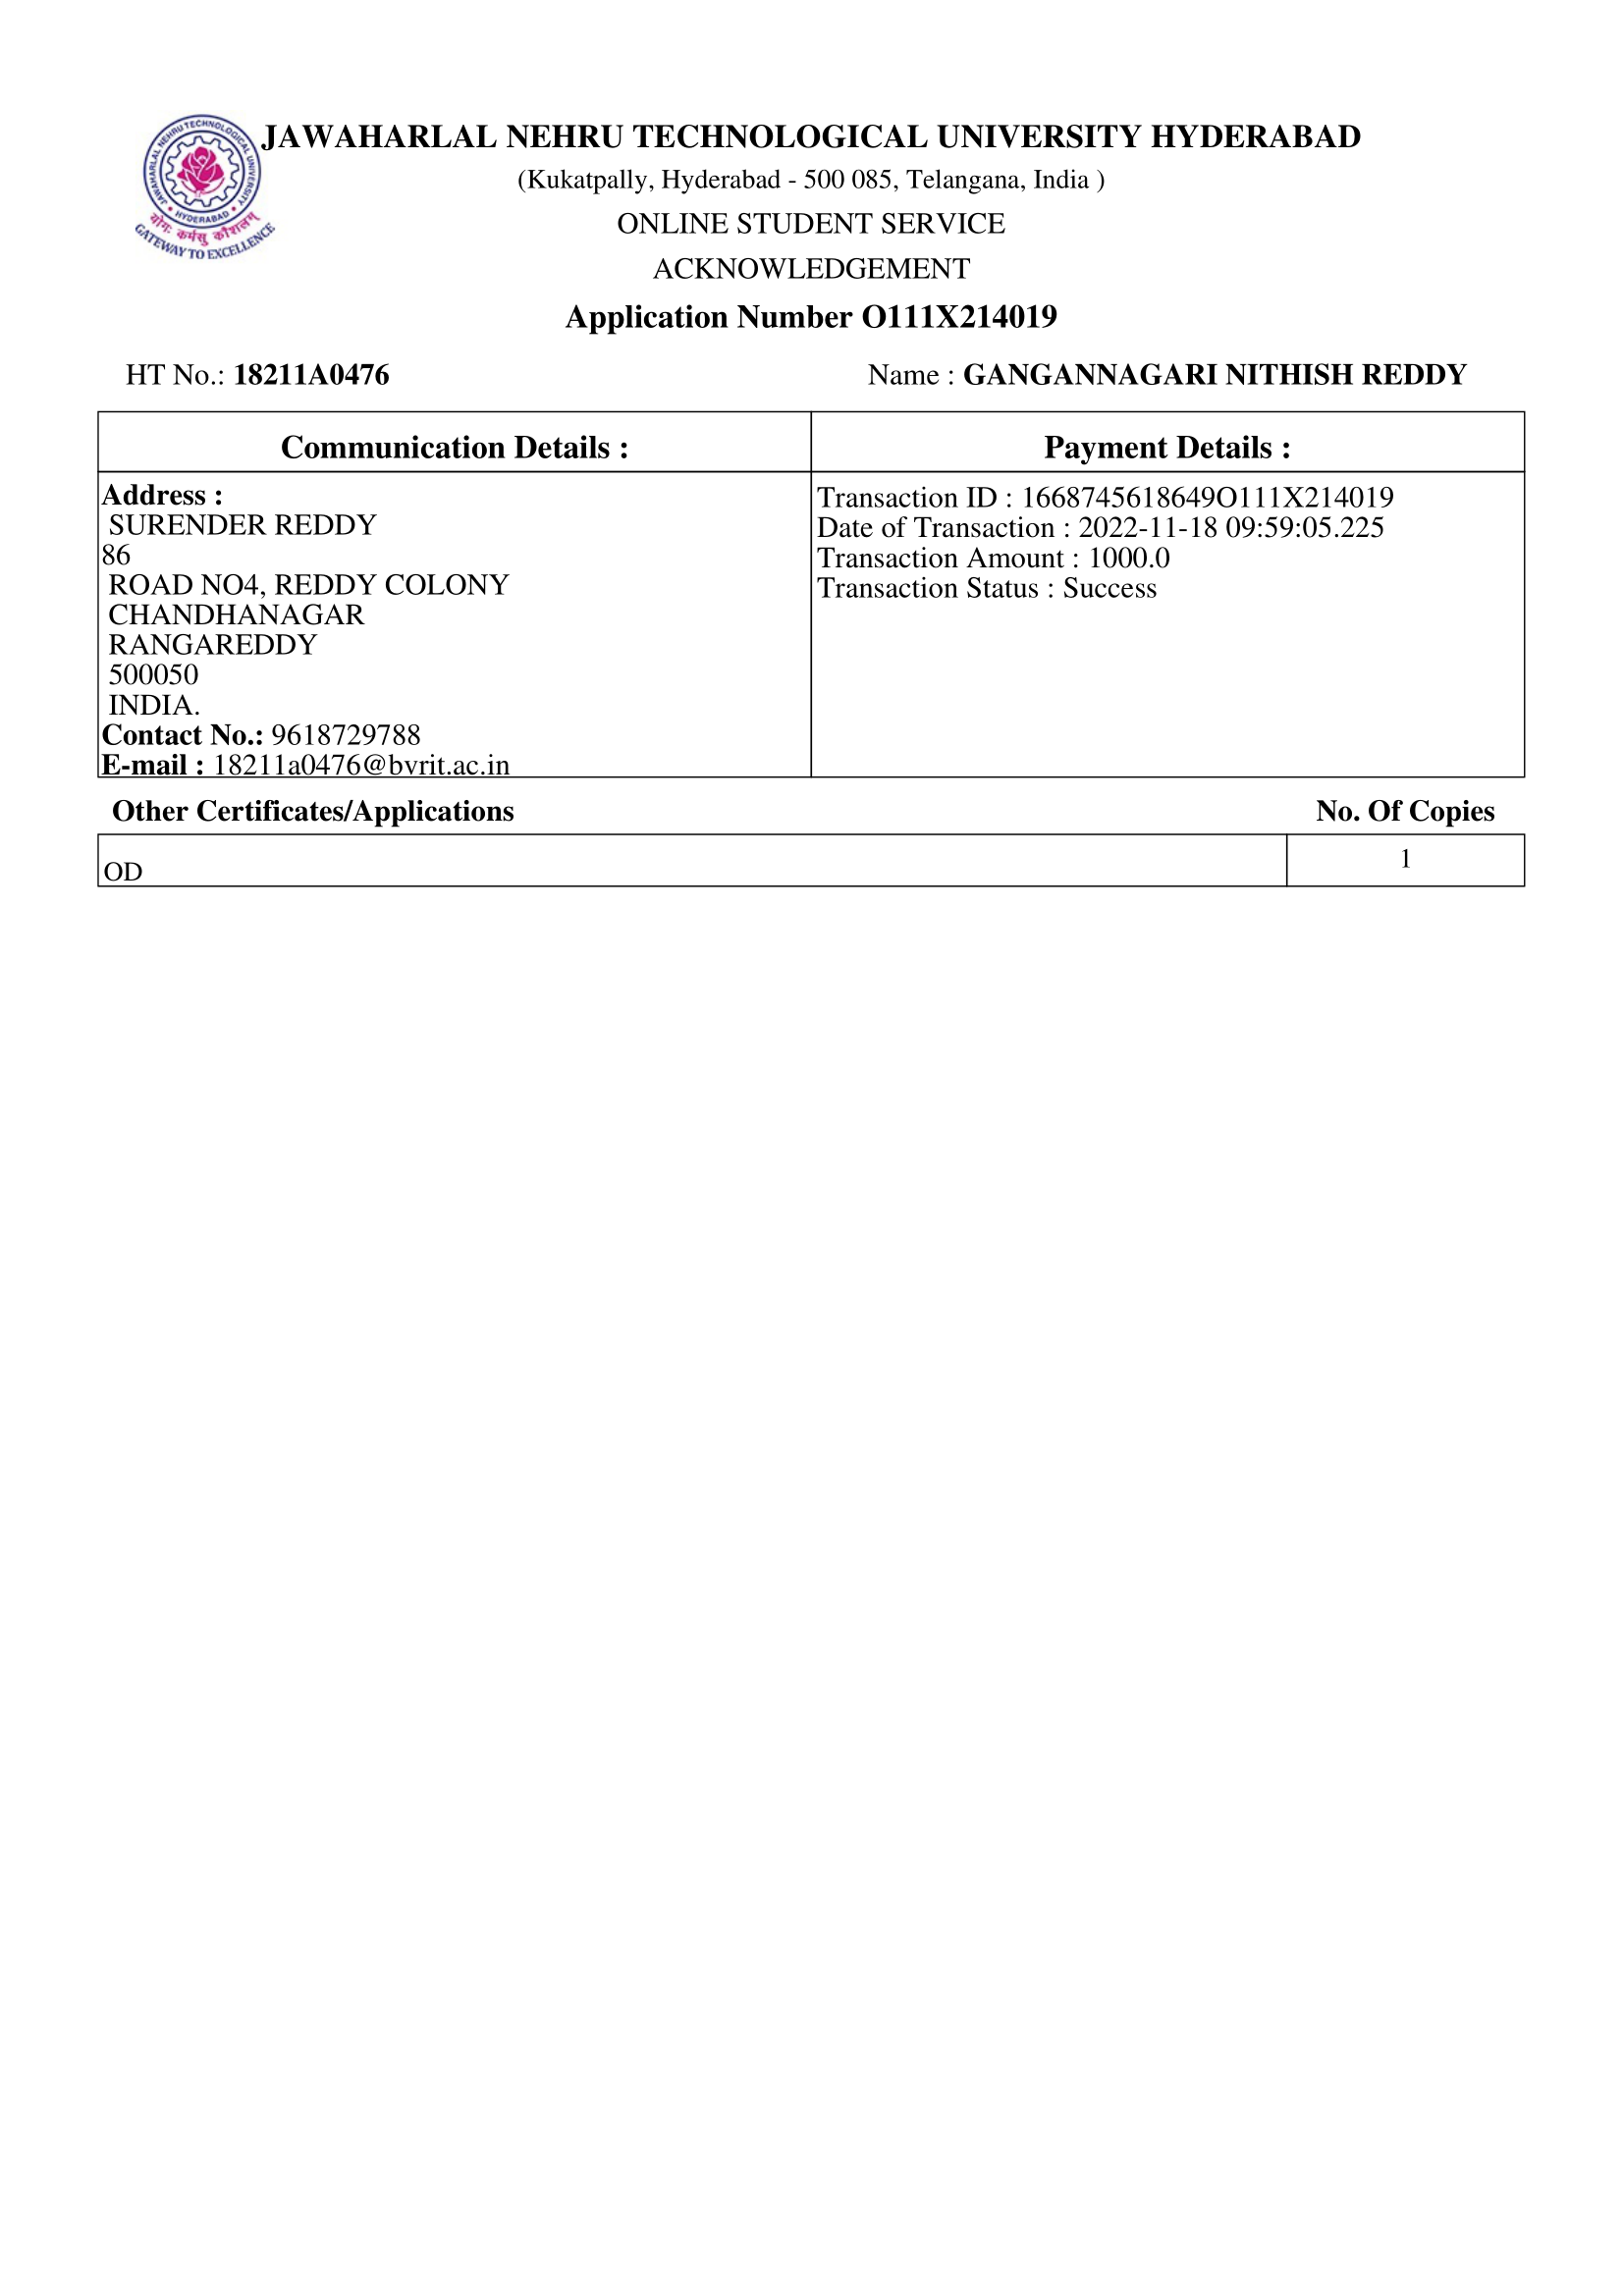 JAWAHARLAL NEHRU TECHNOLOGICAL UNIVERSITY
• HYDERABAD •
योगः कर्मसु कौशलम्
GATEWAY TO EXCELLENCE
JAWAHARLAL NEHRU TECHNOLOGICAL UNIVERSITY HYDERABAD
(Kukatpally, Hyderabad - 500 085, Telangana, India )
ONLINE STUDENT SERVICE
ACKNOWLEDGEMENT
Application Number O111X214019
HT No.: 18211A0476 Name : GANGANNAGARI NITHISH REDDY
Communication Details :
Address :
SURENDER REDDY
86
ROAD NO4, REDDY COLONY
CHANDHANAGAR
RANGAREDDY
500050
INDIA.
Contact No.: 9618729788
E-mail : 18211a0476@bvrit.ac.in
Payment Details :
Transaction ID : 1668745618649O111X214019
Date of Transaction : 2022-11-18 09:59:05.225
Transaction Amount : 1000.0
Transaction Status : Success
Other Certificates/Applications No. Of Copies
OD 1